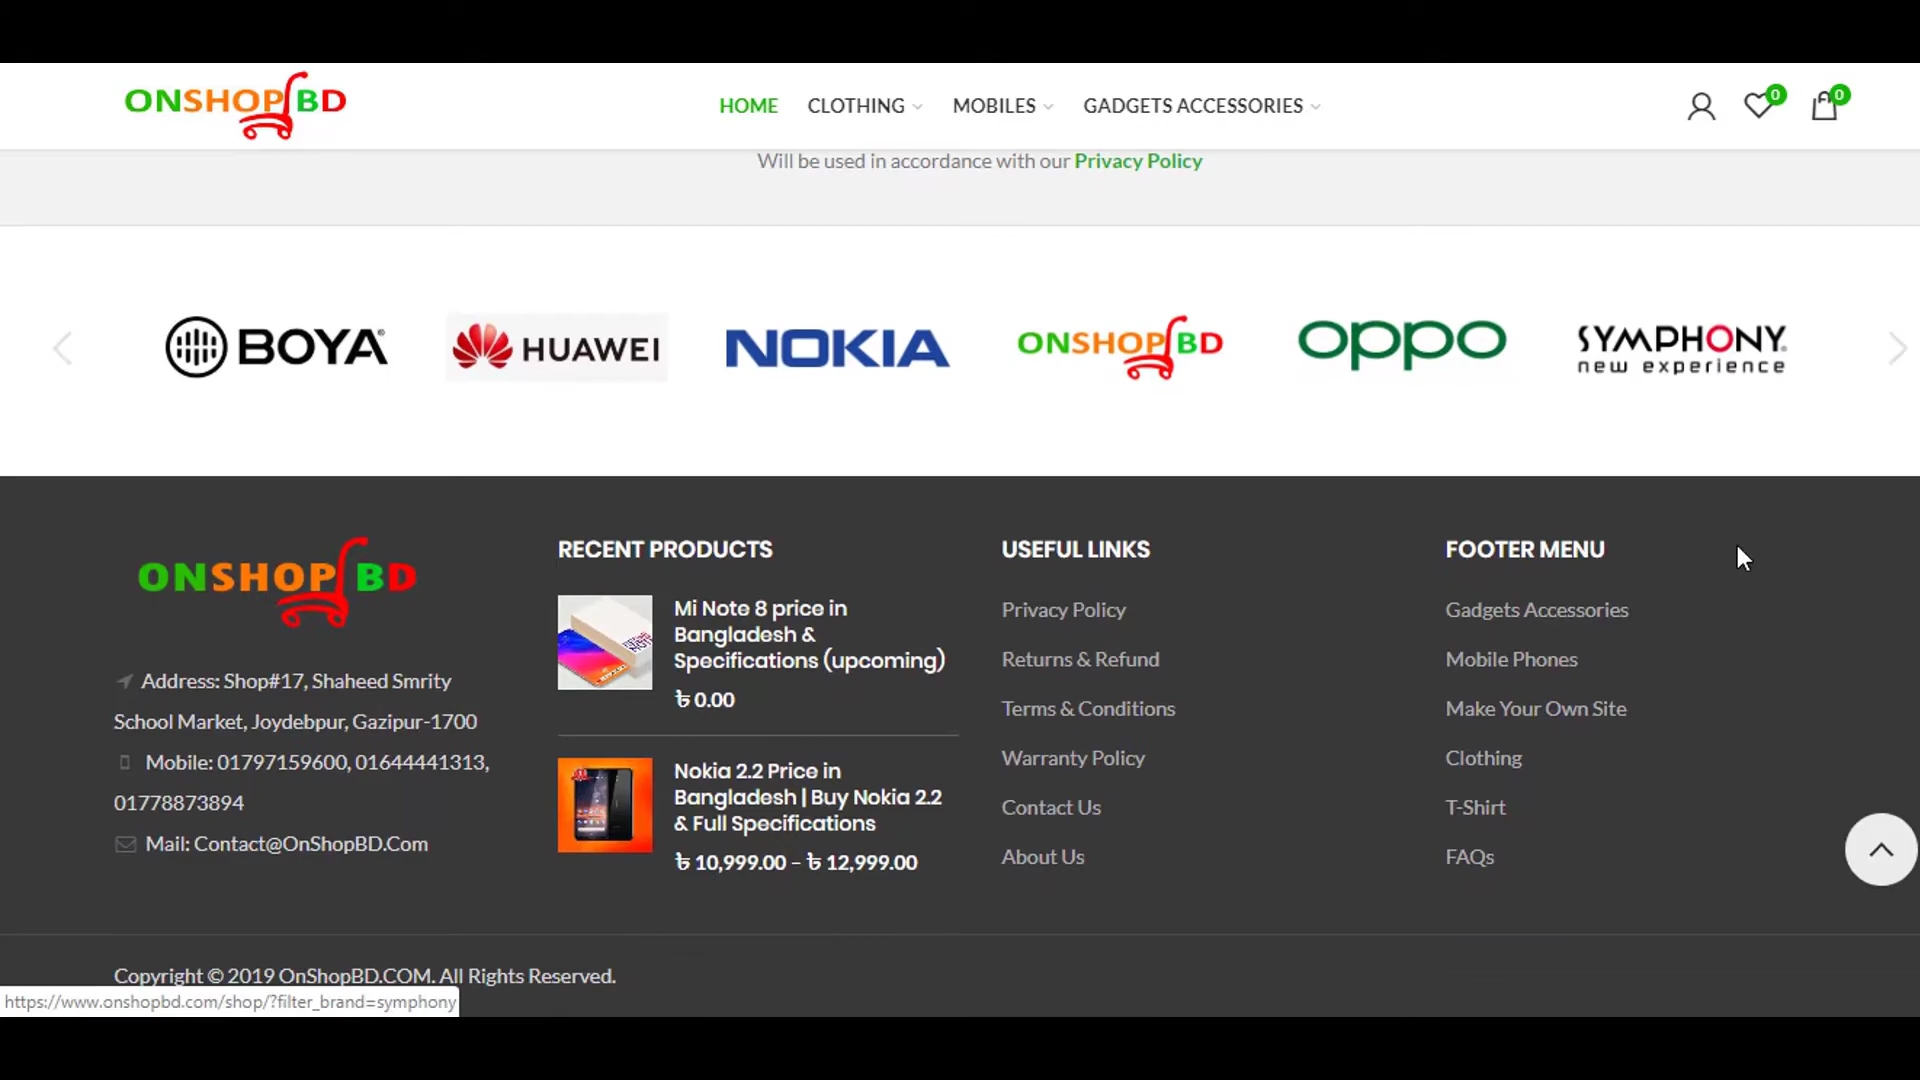 ONSHOPBD
HOME CLOTHING MOBILES GADGETS ACCESSORIES 0 0
Will be used in accordance with our Privacy Policy
BOYA HUAWEI NOKIA ONSHOPBD oppo SYMPHONY
new experience
ONSHOPBD
Address: Shop#17, Shaheed Smrity
School Market, Joydebpur, Gazipur-1700
Mobile: 01797159600, 01644441313,
01778873894
Mail: Contact@OnShopBD.Com
RECENT PRODUCTS
Mi Note 8 price in
Bangladesh &
Specifications (upcoming)
৳ 0.00
Nokia 2.2 Price in
Bangladesh | Buy Nokia 2.2
& Full Specifications
৳ 10,999.00 – ৳ 12,999.00
USEFUL LINKS
Privacy Policy
Returns & Refund
Terms & Conditions
Warranty Policy
Contact Us
About Us
FOOTER MENU
Gadgets Accessories
Mobile Phones
Make Your Own Site
Clothing
T-Shirt
FAQs
Copyright © 2019 OnShopBD.COM. All Rights Reserved.
https://www.onshopbd.com/shop/?filter_brand=symphony